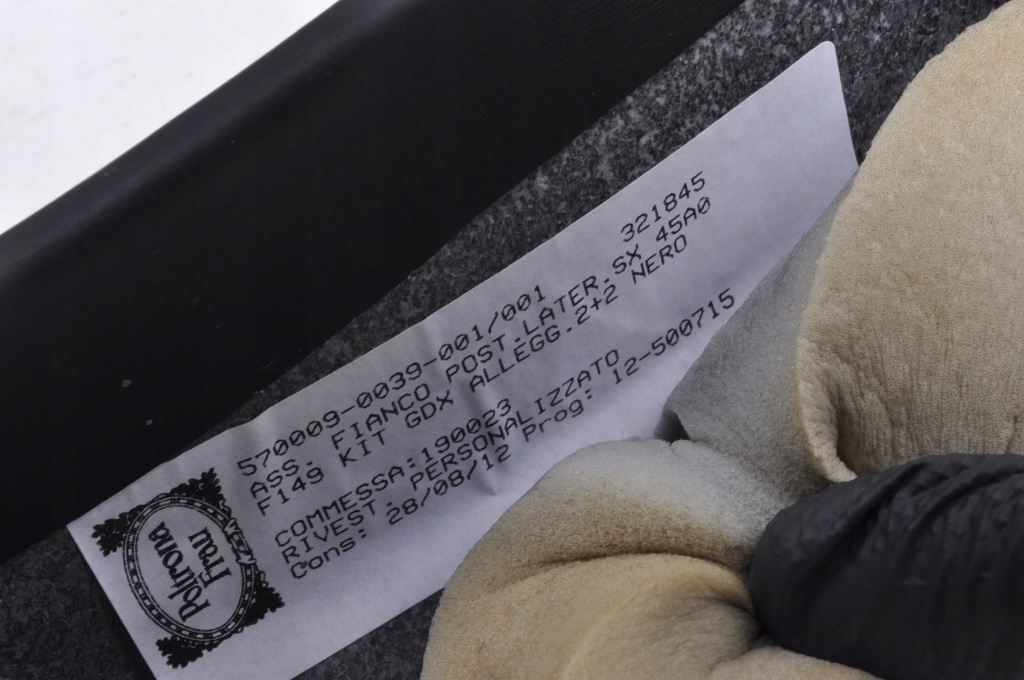 Poltrona
Frau
570009-0039-001/001 321845
ASS. FIANCO POST.LATER.SX 45A0
F149 KIT GDX ALLEGG.2+2 NERO
COMMESSA:190023
RIVEST. PERSONALIZZATO
Cons: 28/08/12 Prog: 12-500715